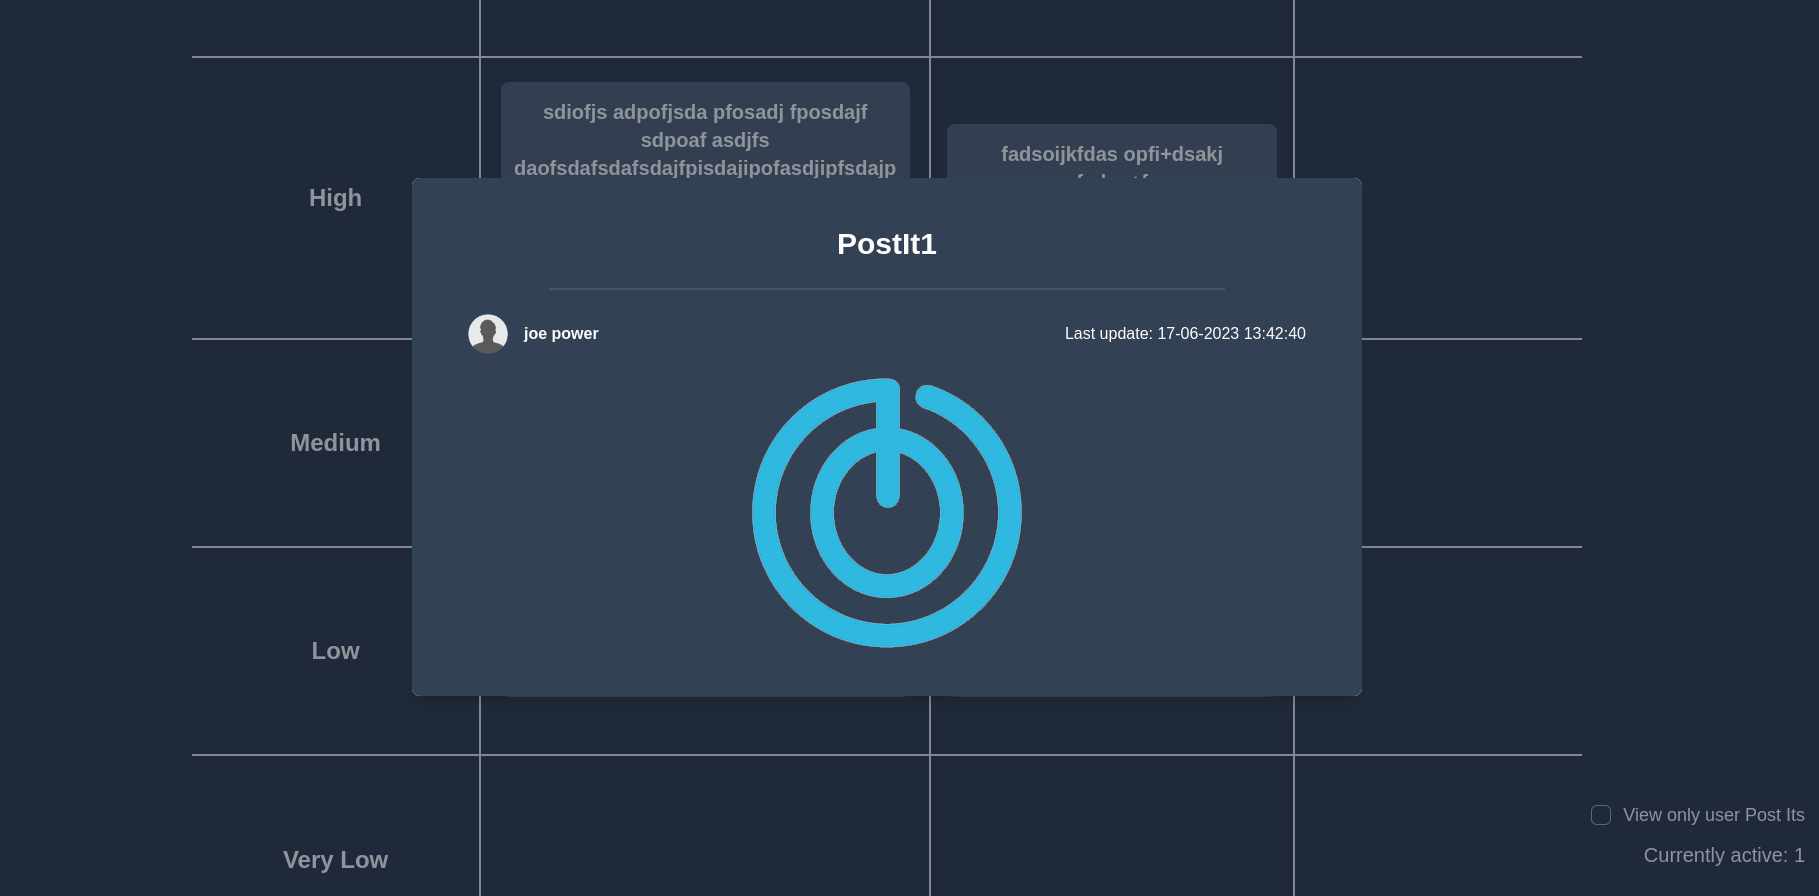 sdiofjs adpofjsda pfosadj fposdajf
sdpoaf asdjfs
daofsdafsdafsdajfpisdajipofasdjipfsdajp
fadsoijkfdas opfi+dsakj
High
PostIt1
joe power
Last update: 17-06-2023 13:42:40
Medium
Low
Very Low
View only user Post Its
Currently active: 1